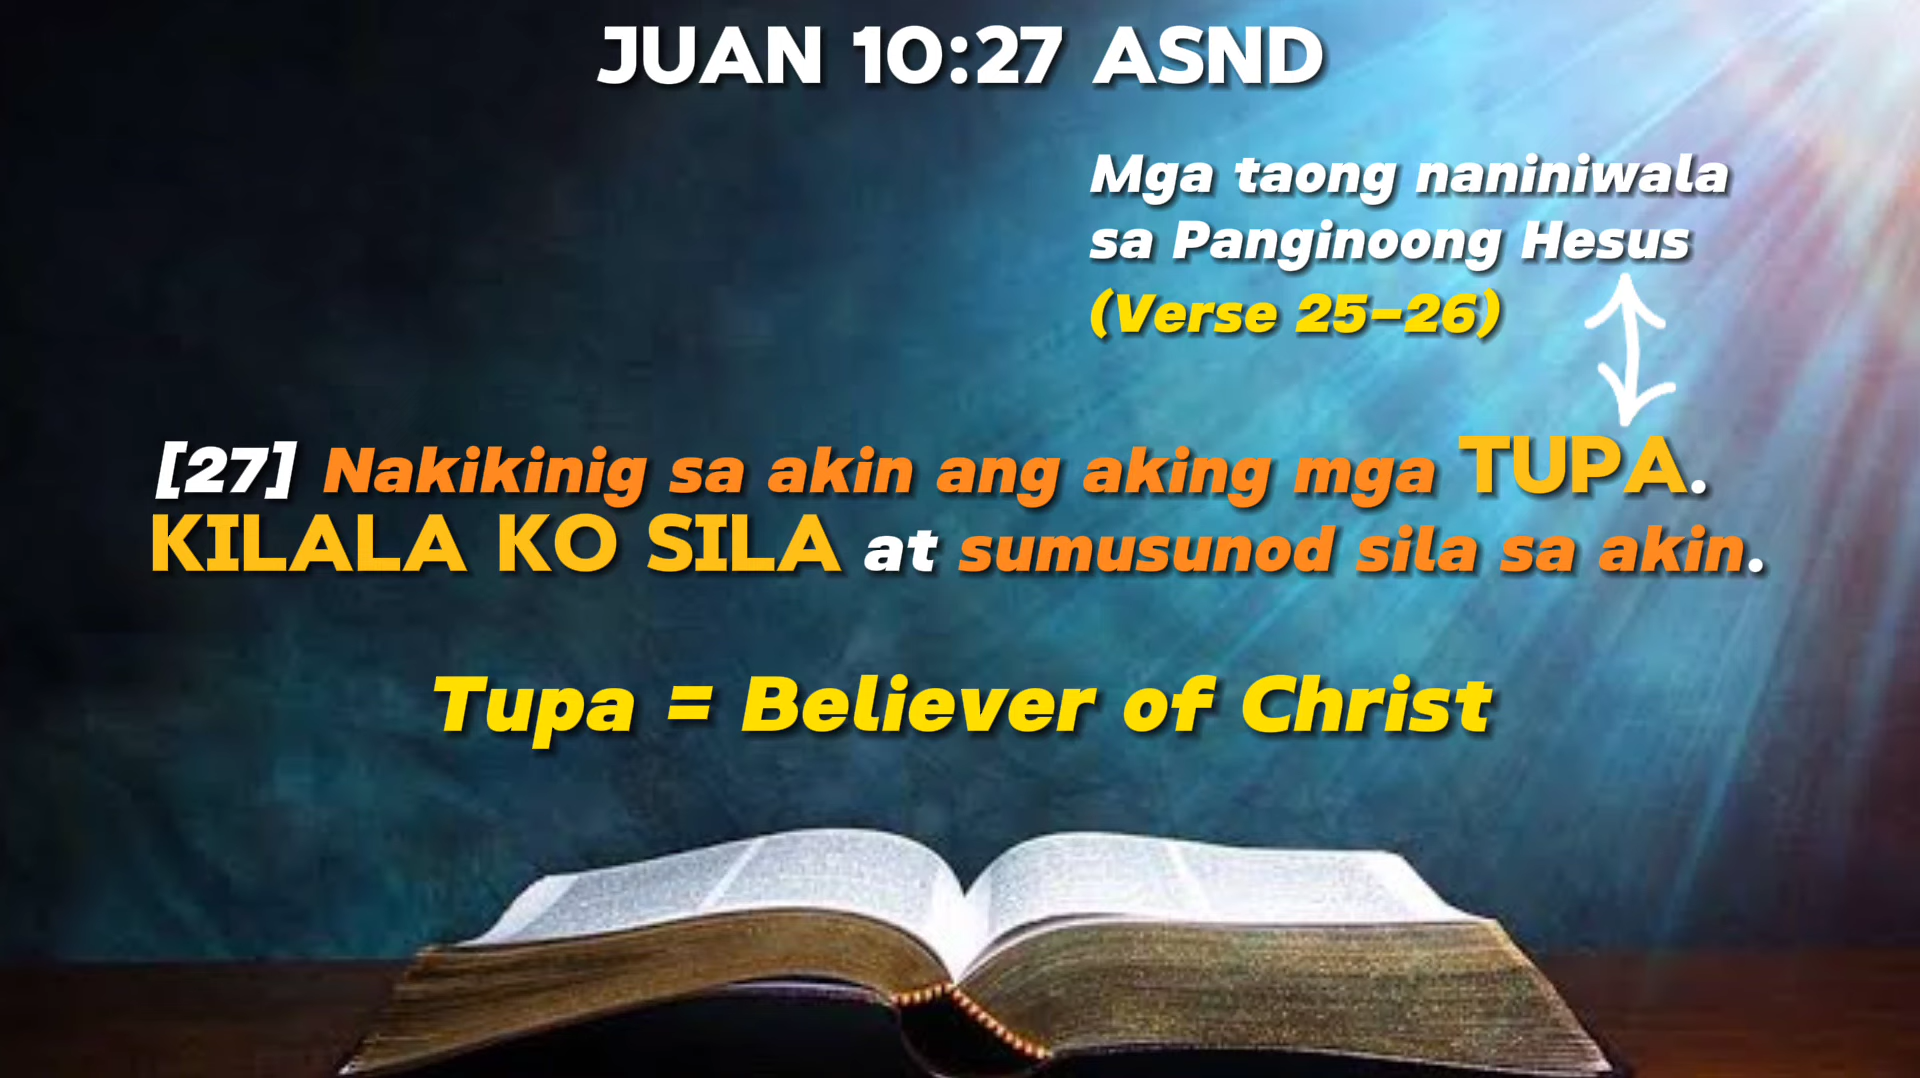 JUAN 10:27 ASND
Mga taong naniniwala
sa Panginoong Hesus
(Verse 25-26)
[27] Nakikinig sa akin ang aking mga TUPA.
KILALA KO SILA at sumusunod sila sa akin.
Tupa = Believer of Christ